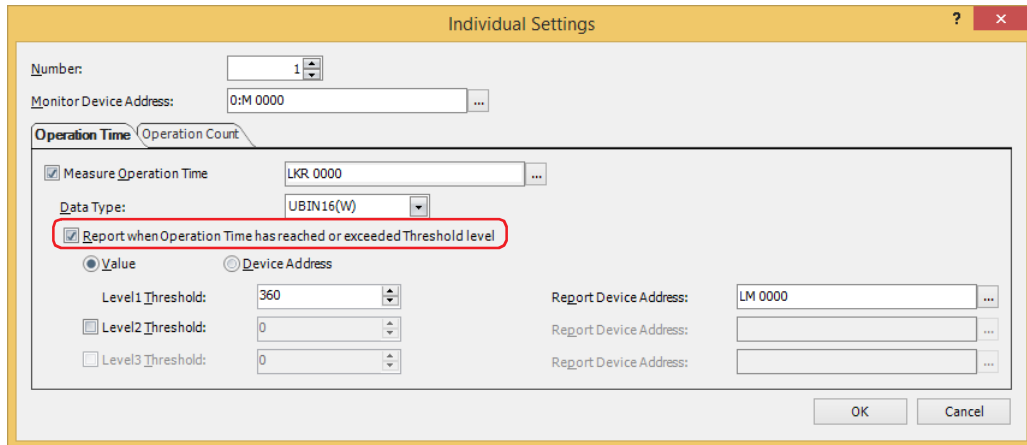 Individual Settings
? ×
Number: 1
Monitor Device Address: 0:M 0000 ...
Operation Time Operation Count
Measure Operation Time LKR 0000 ...
Data Type: UBIN16(W)
Report when Operation Time has reached or exceeded Threshold level
Value Device Address
Level1 Threshold: 360 Report Device Address: LM 0000 ...
Level2 Threshold: 0 Report Device Address: ...
Level3 Threshold: 0 Report Device Address: ...
OK Cancel